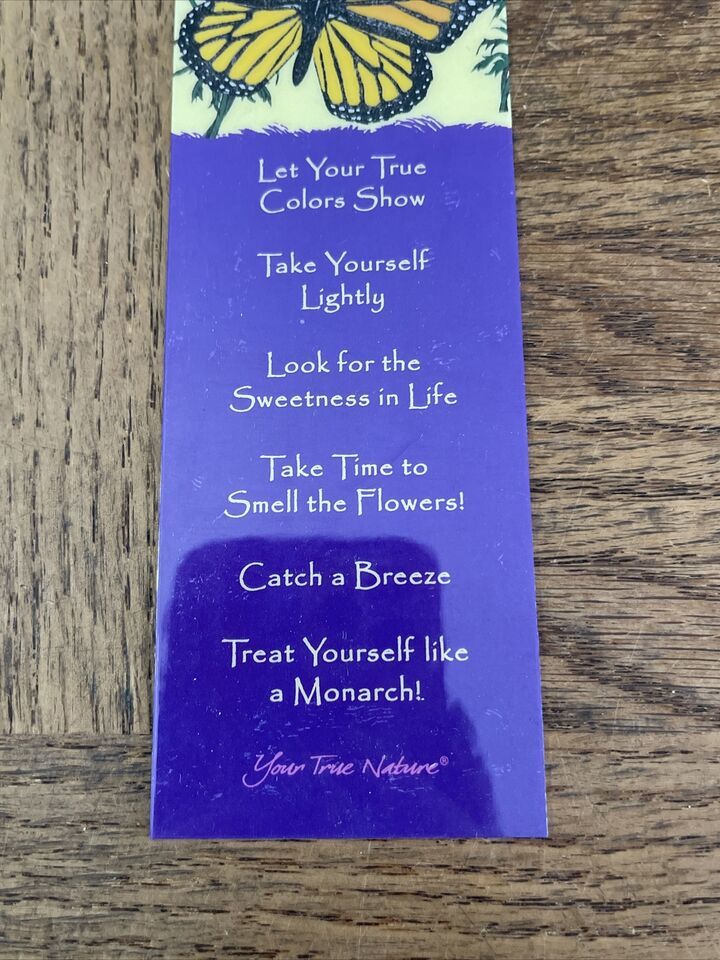 Let Your True
Colors Show
Take Yourself
Lightly
Look for the
Sweetness in Life
Take Time to
Smell the Flowers!
Catch a Breeze
Treat Yourself like
a Monarch!
Your True Nature®